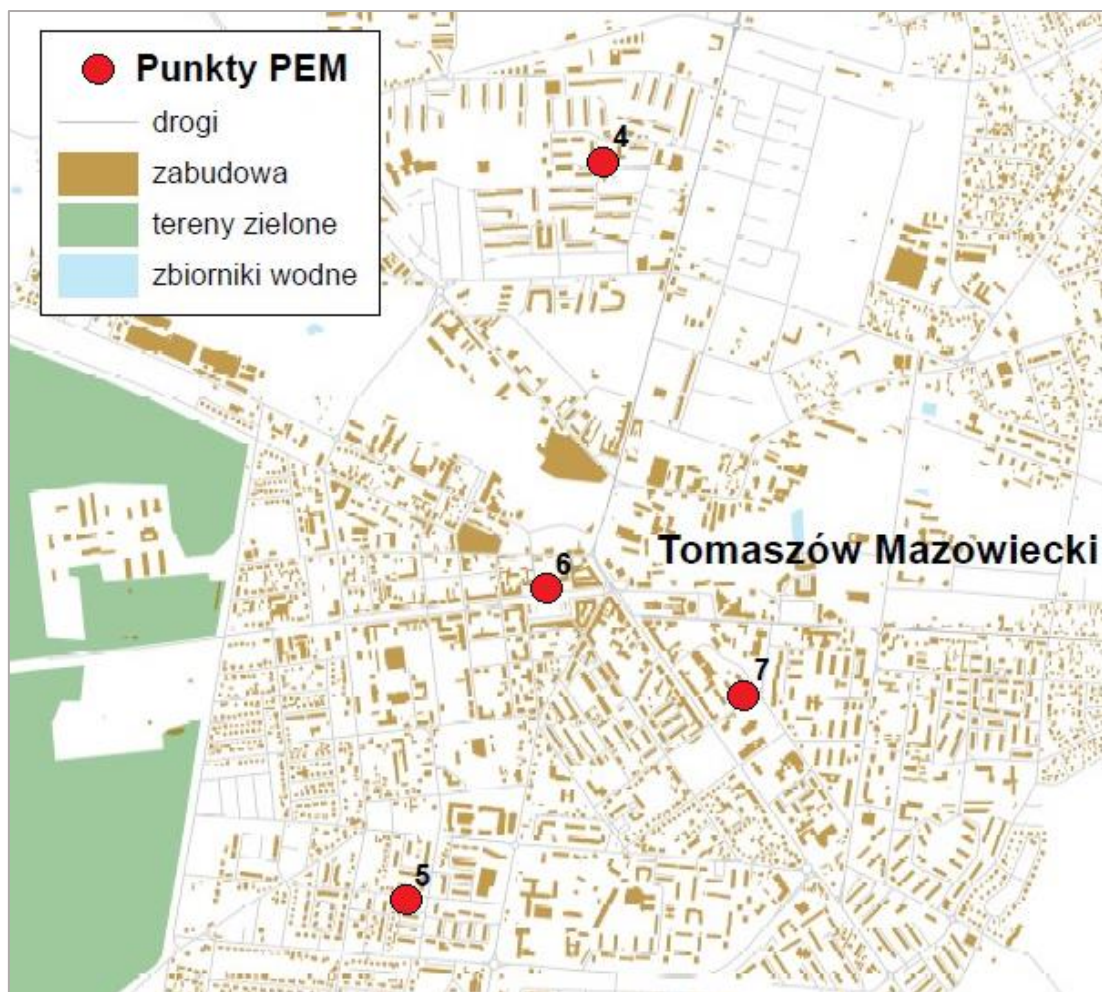 Punkty PEM
drogi
zabudowa
tereny zielone
zbiorniki wodne
4
Tomaszów Mazowiecki
6
7
5